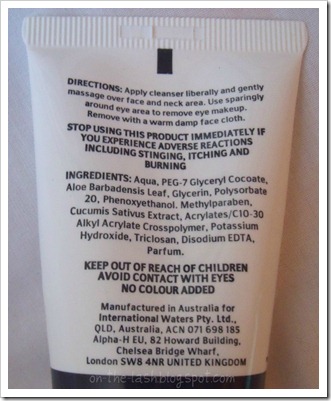 DIRECTIONS: Apply cleanser liberally and gently
massage over face and neck area. Use sparingly
around eye area to remove eye makeup.
Remove with a warm damp face cloth.
STOP USING THIS PRODUCT IMMEDIATELY IF
YOU EXPERIENCE ADVERSE REACTIONS
INCLUDING STINGING, ITCHING AND
BURNING
INGREDIENTS: Aqua, PEG-7 Glyceryl Cocoate,
Aloe Barbadensis Leaf, Glycerin, Polysorbate
20, Phenoxyethanol. Methylparaben,
Cucumis Sativus Extract, Acrylates/C10-30
Alkyl Acrylate Crosspolymer, Potassium
Hydroxide, Triclosan, Disodium EDTA,
Parfum.
KEEP OUT OF REACH OF CHILDREN
AVOID CONTACT WITH EYES
NO COLOUR ADDED
Manufactured in Australia for
International Waters Pty. Ltd.,
QLD, Australia, ACN 071 698 185
Alpha-H EU, 82 Howard Building,
Chelsea Bridge Wharf,
London SW8 4NR UNITED KINGDOM
on-the-lash.blogspot.com